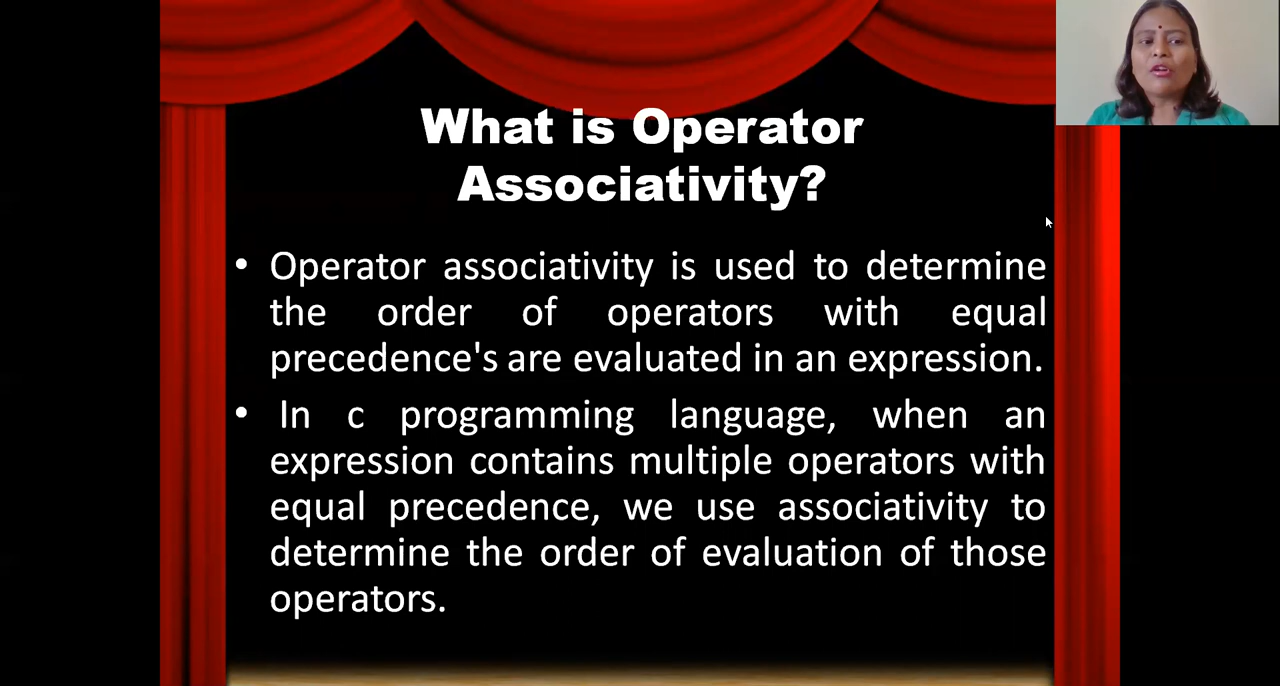 What is Operator
Associativity?
• Operator associativity is used to determine
the order of operators with equal
precedence's are evaluated in an expression.
• In c programming language, when an
expression contains multiple operators with
equal precedence, we use associativity to
determine the order of evaluation of those
operators.